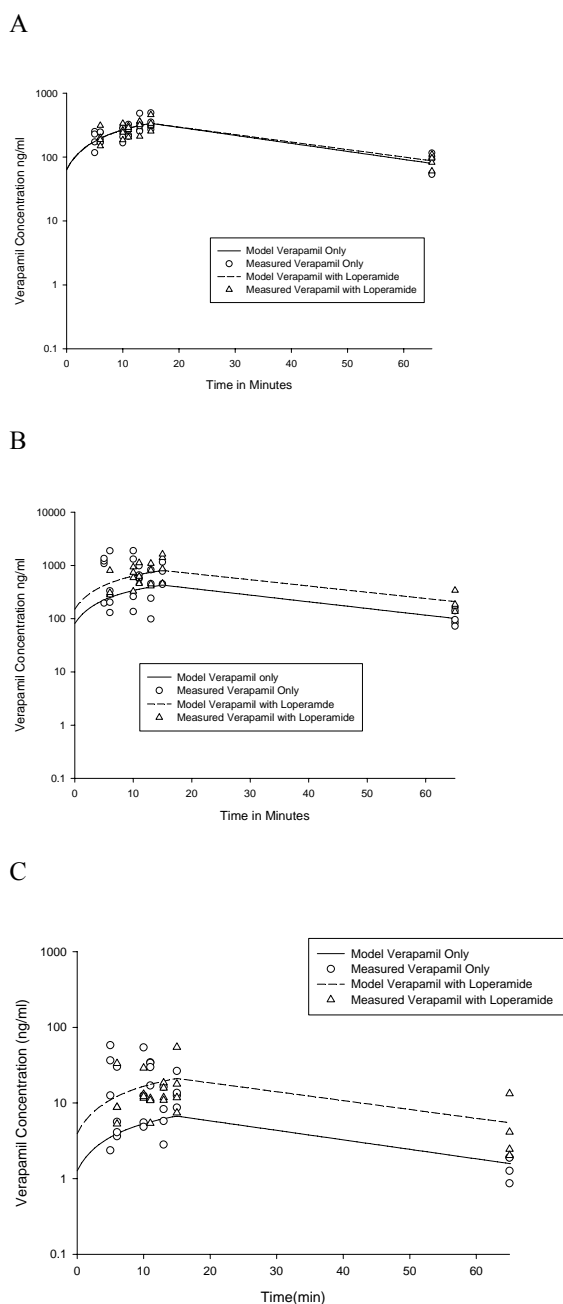 A
1000
100
10
1
0.1
Verapamil Concentration ng/ml
Model Verapamil Only
Measured Verapamil Only
Model Verapamil with Loperamide
Measured Verapamil with Loperamide
0 10 20 30 40 50 60
Time in Minutes
B
10000
1000
100
10
1
0.1
Verapamil Concentration ng/ml
Model Verapamil only
Measured Verapamil Only
Model Verapamil with Loperamde
Measured Verapamil with Loperamide
0 10 20 30 40 50 60
Time in Minutes
C
Model Verapamil Only
Measured Verapamil Only
Model Verapamil with Loperamide
Measured Verapamil with Loperamide
1000
100
10
1
0.1
Verapamil Concentration (ng/ml)
0 10 20 30 40 50 60
Time(min)